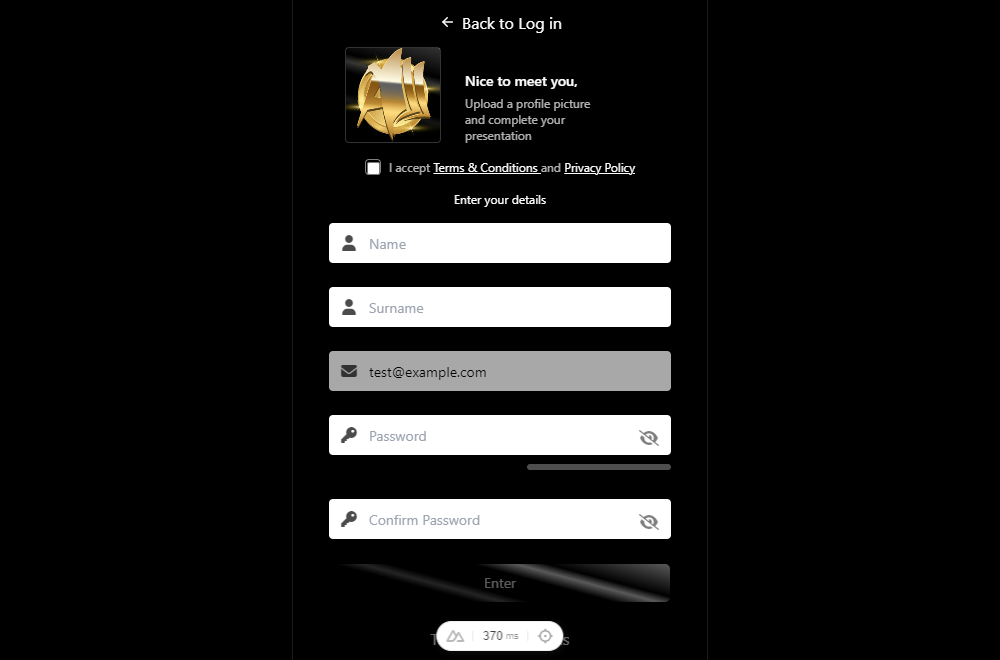 Back to Log in
Nice to meet you,
Upload a profile picture
and complete your
presentation
I accept Terms & Conditions and Privacy Policy
Enter your details
Name
Surname
test@example.com
Password
Confirm Password
Enter
370 ms